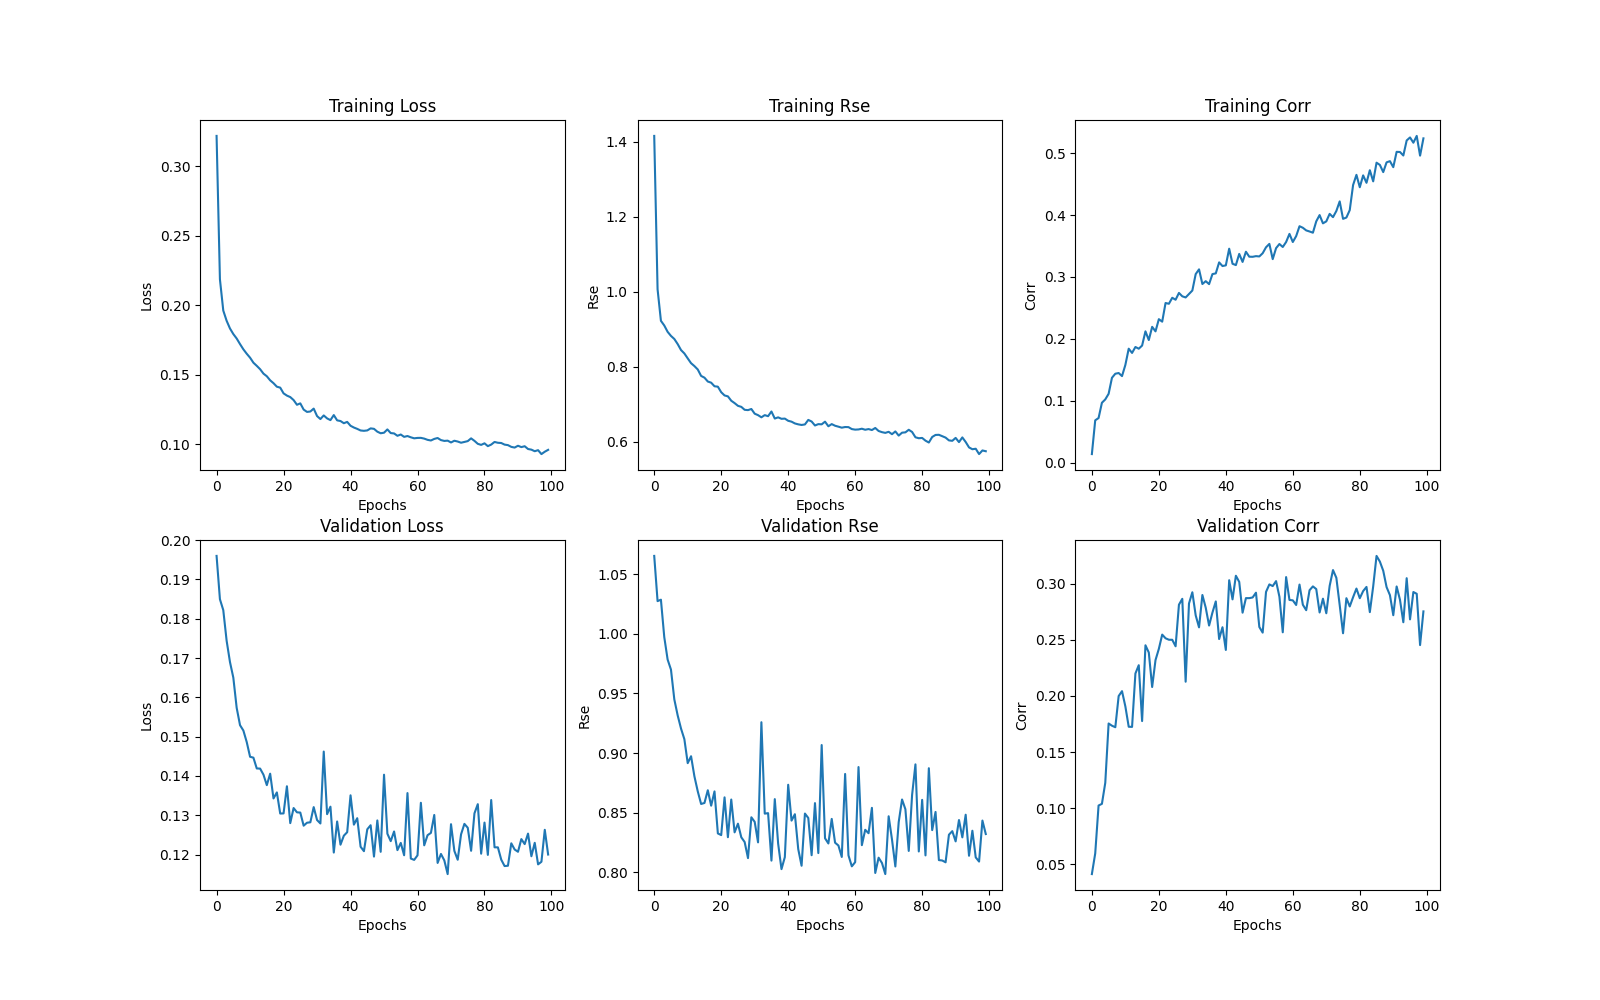 Training Loss
Training Rse
Training Corr
Loss
0.30
0.25
0.20
0.15
0.10
0 20 40 60 80 100
Epochs
Rse
1.4
1.2
1.0
0.8
0.6
0 20 40 60 80 100
Epochs
Corr
0.5
0.4
0.3
0.2
0.1
0.0
0 20 40 60 80 100
Epochs
Validation Loss
Validation Rse
Validation Corr
Loss
0.20
0.19
0.18
0.17
0.16
0.15
0.14
0.13
0.12
0 20 40 60 80 100
Epochs
Rse
1.05
1.00
0.95
0.90
0.85
0.80
0 20 40 60 80 100
Epochs
Corr
0.30
0.25
0.20
0.15
0.10
0.05
0 20 40 60 80 100
Epochs